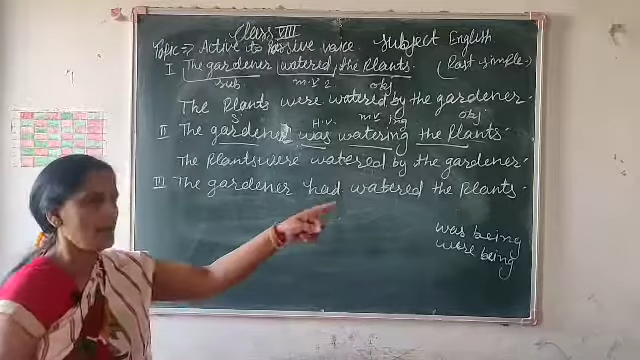 Class VIII
Topic => Active to Passive voice. Subject English
I The gardener watered the Plants. (Past simple.)
sub m.v 2 obj
The Plants were watered by the gardener.
S. H.V. m.v ing obj
II The gardener was watering the Plants.
The Plants were watered by the gardener.
III The gardener had watered the Plants.
was being
were being